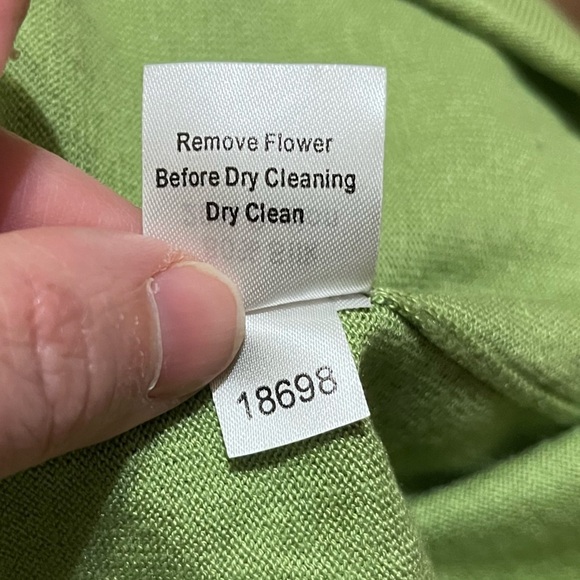 Remove Flower
Before Dry Cleaning
Dry Clean
18698